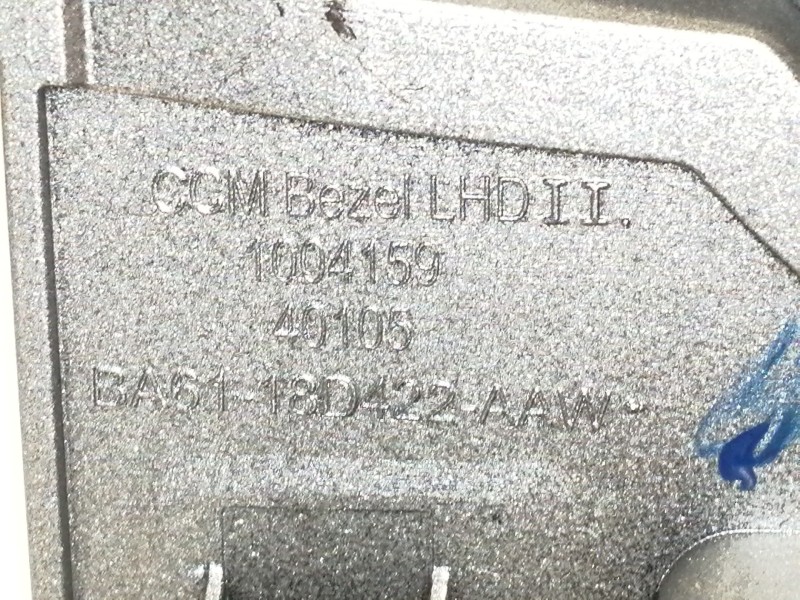 CCM Bezel LHD II.
1004159
40105
BA61-18D422-AAW